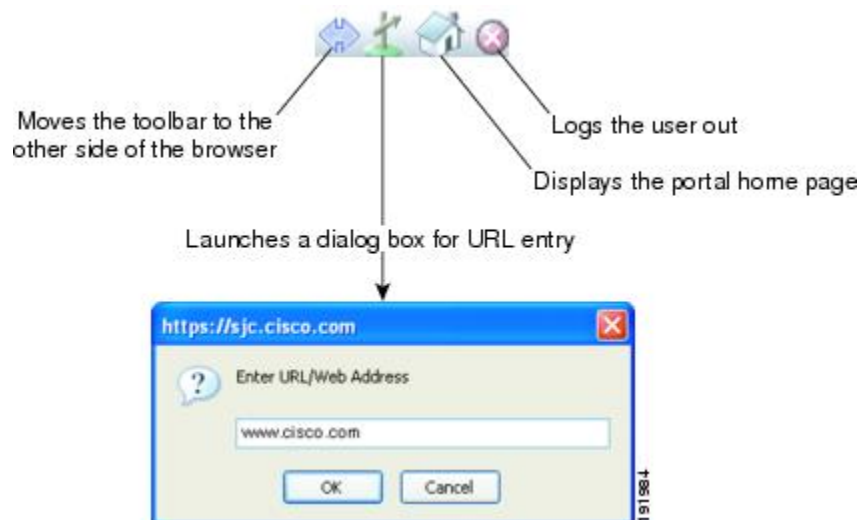 Moves the toolbar to the
other side of the browser
Logs the user out
Displays the portal home page
Launches a dialog box for URL entry
https://sjc.cisco.com
?
Enter URL/Web Address
www.cisco.com
OK
Cancel
191984